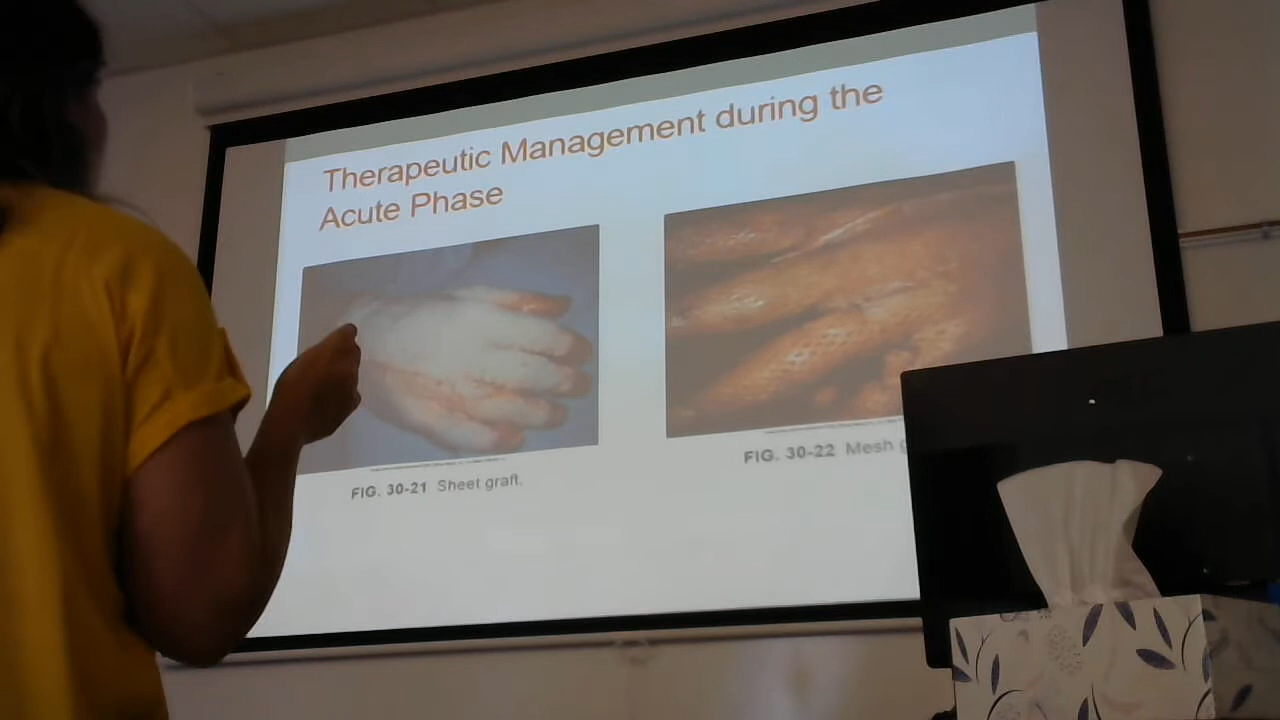 Therapeutic Management during the
Acute Phase
FIG. 30-21 Sheet graft.
FIG. 30-22 Mesh